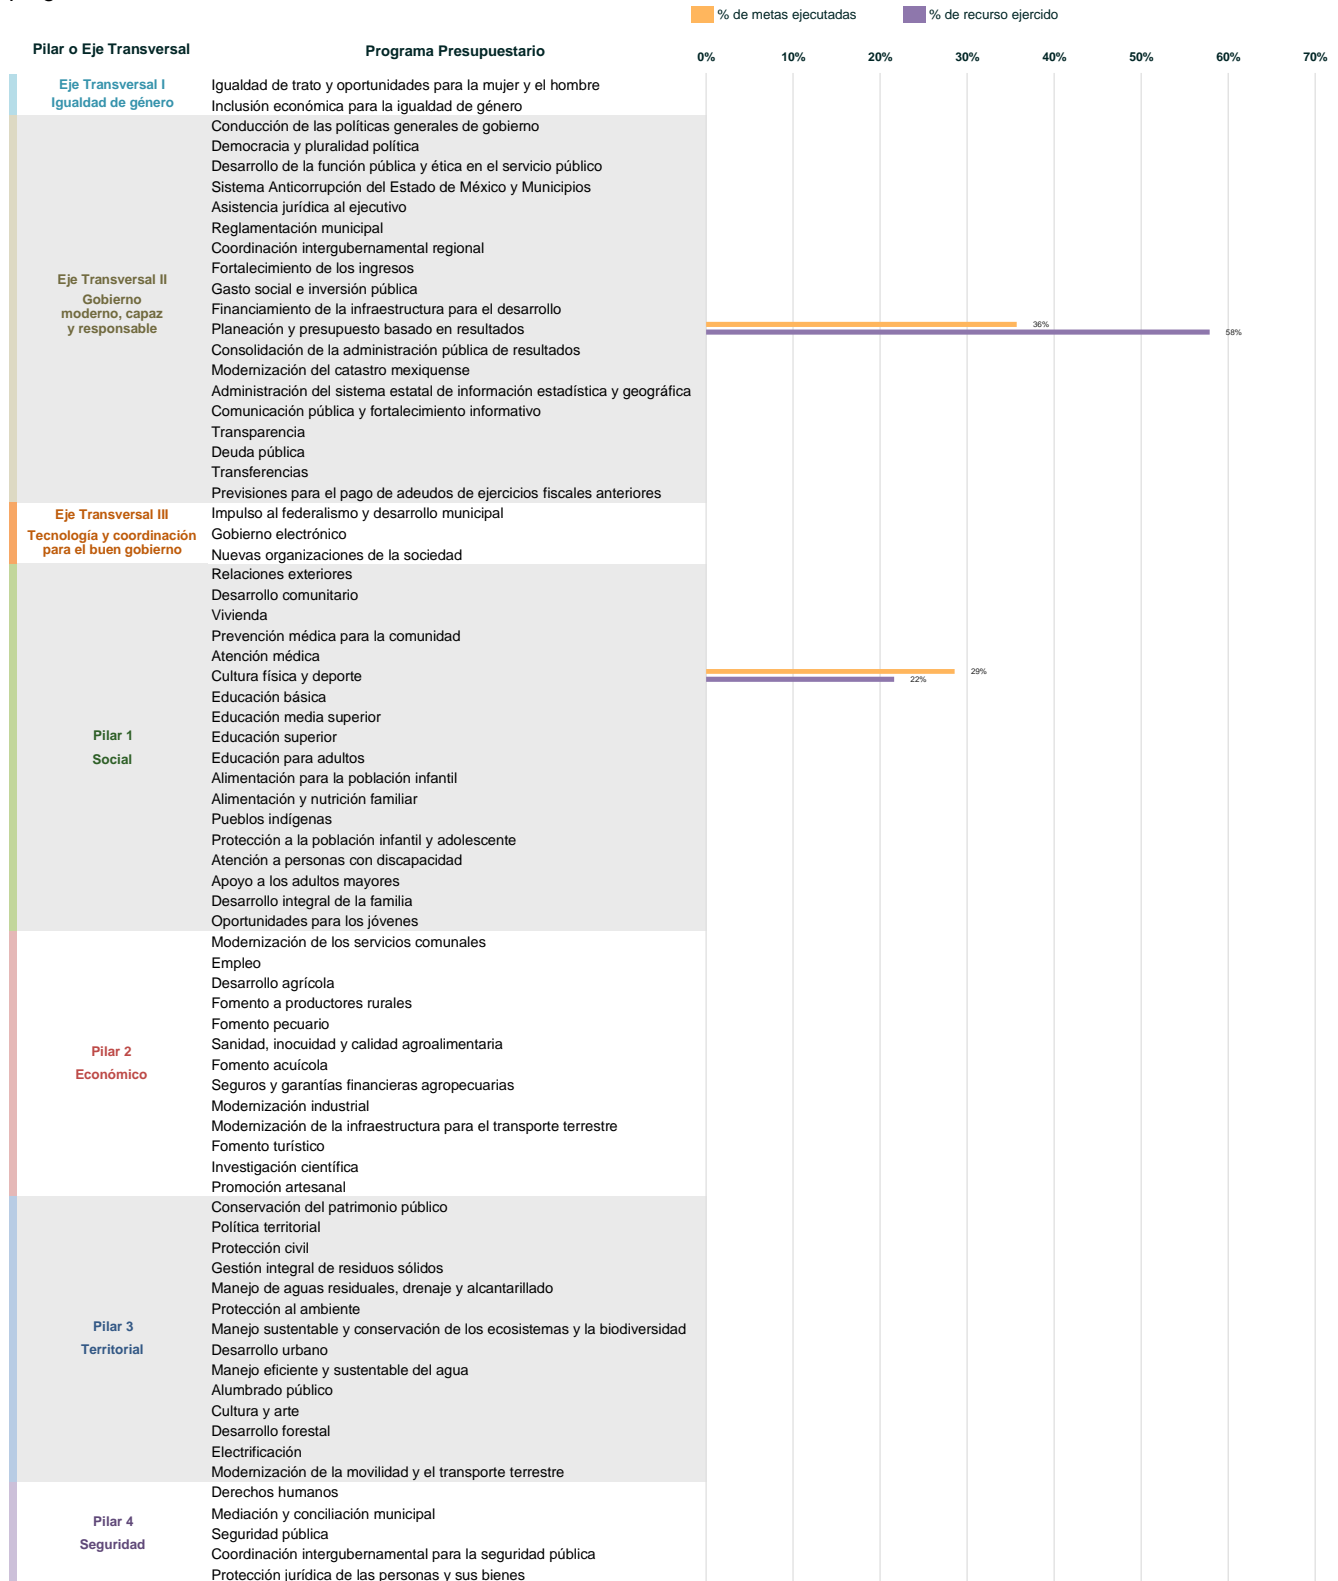 % de metas ejecutadas % de recurso ejercido
Pilar o Eje Transversal Programa Presupuestario 0% 10% 20% 30% 40% 50% 60% 70%
Eje Transversal I
Igualdad de género
Igualdad de trato y oportunidades para la mujer y el hombre
Inclusión económica para la igualdad de género
Eje Transversal II
Gobierno
moderno, capaz
y responsable
Conducción de las políticas generales de gobierno
Democracia y pluralidad política
Desarrollo de la función pública y ética en el servicio público
Sistema Anticorrupción del Estado de México y Municipios
Asistencia jurídica al ejecutivo
Reglamentación municipal
Coordinación intergubernamental regional
Fortalecimiento de los ingresos
Gasto social e inversión pública
Financiamiento de la infraestructura para el desarrollo
Planeación y presupuesto basado en resultados
36%
58%
Consolidación de la administración pública de resultados
Modernización del catastro mexiquense
Administración del sistema estatal de información estadística y geográfica
Comunicación pública y fortalecimiento informativo
Transparencia
Deuda pública
Transferencias
Previsiones para el pago de adeudos de ejercicios fiscales anteriores
Eje Transversal III
Tecnología y coordinación
para el buen gobierno
Impulso al federalismo y desarrollo municipal
Gobierno electrónico
Nuevas organizaciones de la sociedad
Pilar 1
Social
Relaciones exteriores
Desarrollo comunitario
Vivienda
Prevención médica para la comunidad
Atención médica
Cultura física y deporte
29%
22%
Educación básica
Educación media superior
Educación superior
Educación para adultos
Alimentación para la población infantil
Alimentación y nutrición familiar
Pueblos indígenas
Protección a la población infantil y adolescente
Atención a personas con discapacidad
Apoyo a los adultos mayores
Desarrollo integral de la familia
Oportunidades para los jóvenes
Pilar 2
Económico
Modernización de los servicios comunales
Empleo
Desarrollo agrícola
Fomento a productores rurales
Fomento pecuario
Sanidad, inocuidad y calidad agroalimentaria
Fomento acuícola
Seguros y garantías financieras agropecuarias
Modernización industrial
Modernización de la infraestructura para el transporte terrestre
Fomento turístico
Investigación científica
Promoción artesanal
Pilar 3
Territorial
Conservación del patrimonio público
Política territorial
Protección civil
Gestión integral de residuos sólidos
Manejo de aguas residuales, drenaje y alcantarillado
Protección al ambiente
Manejo sustentable y conservación de los ecosistemas y la biodiversidad
Desarrollo urbano
Manejo eficiente y sustentable del agua
Alumbrado público
Cultura y arte
Desarrollo forestal
Electrificación
Modernización de la movilidad y el transporte terrestre
Pilar 4
Seguridad
Derechos humanos
Mediación y conciliación municipal
Seguridad pública
Coordinación intergubernamental para la seguridad pública
Protección jurídica de las personas y sus bienes